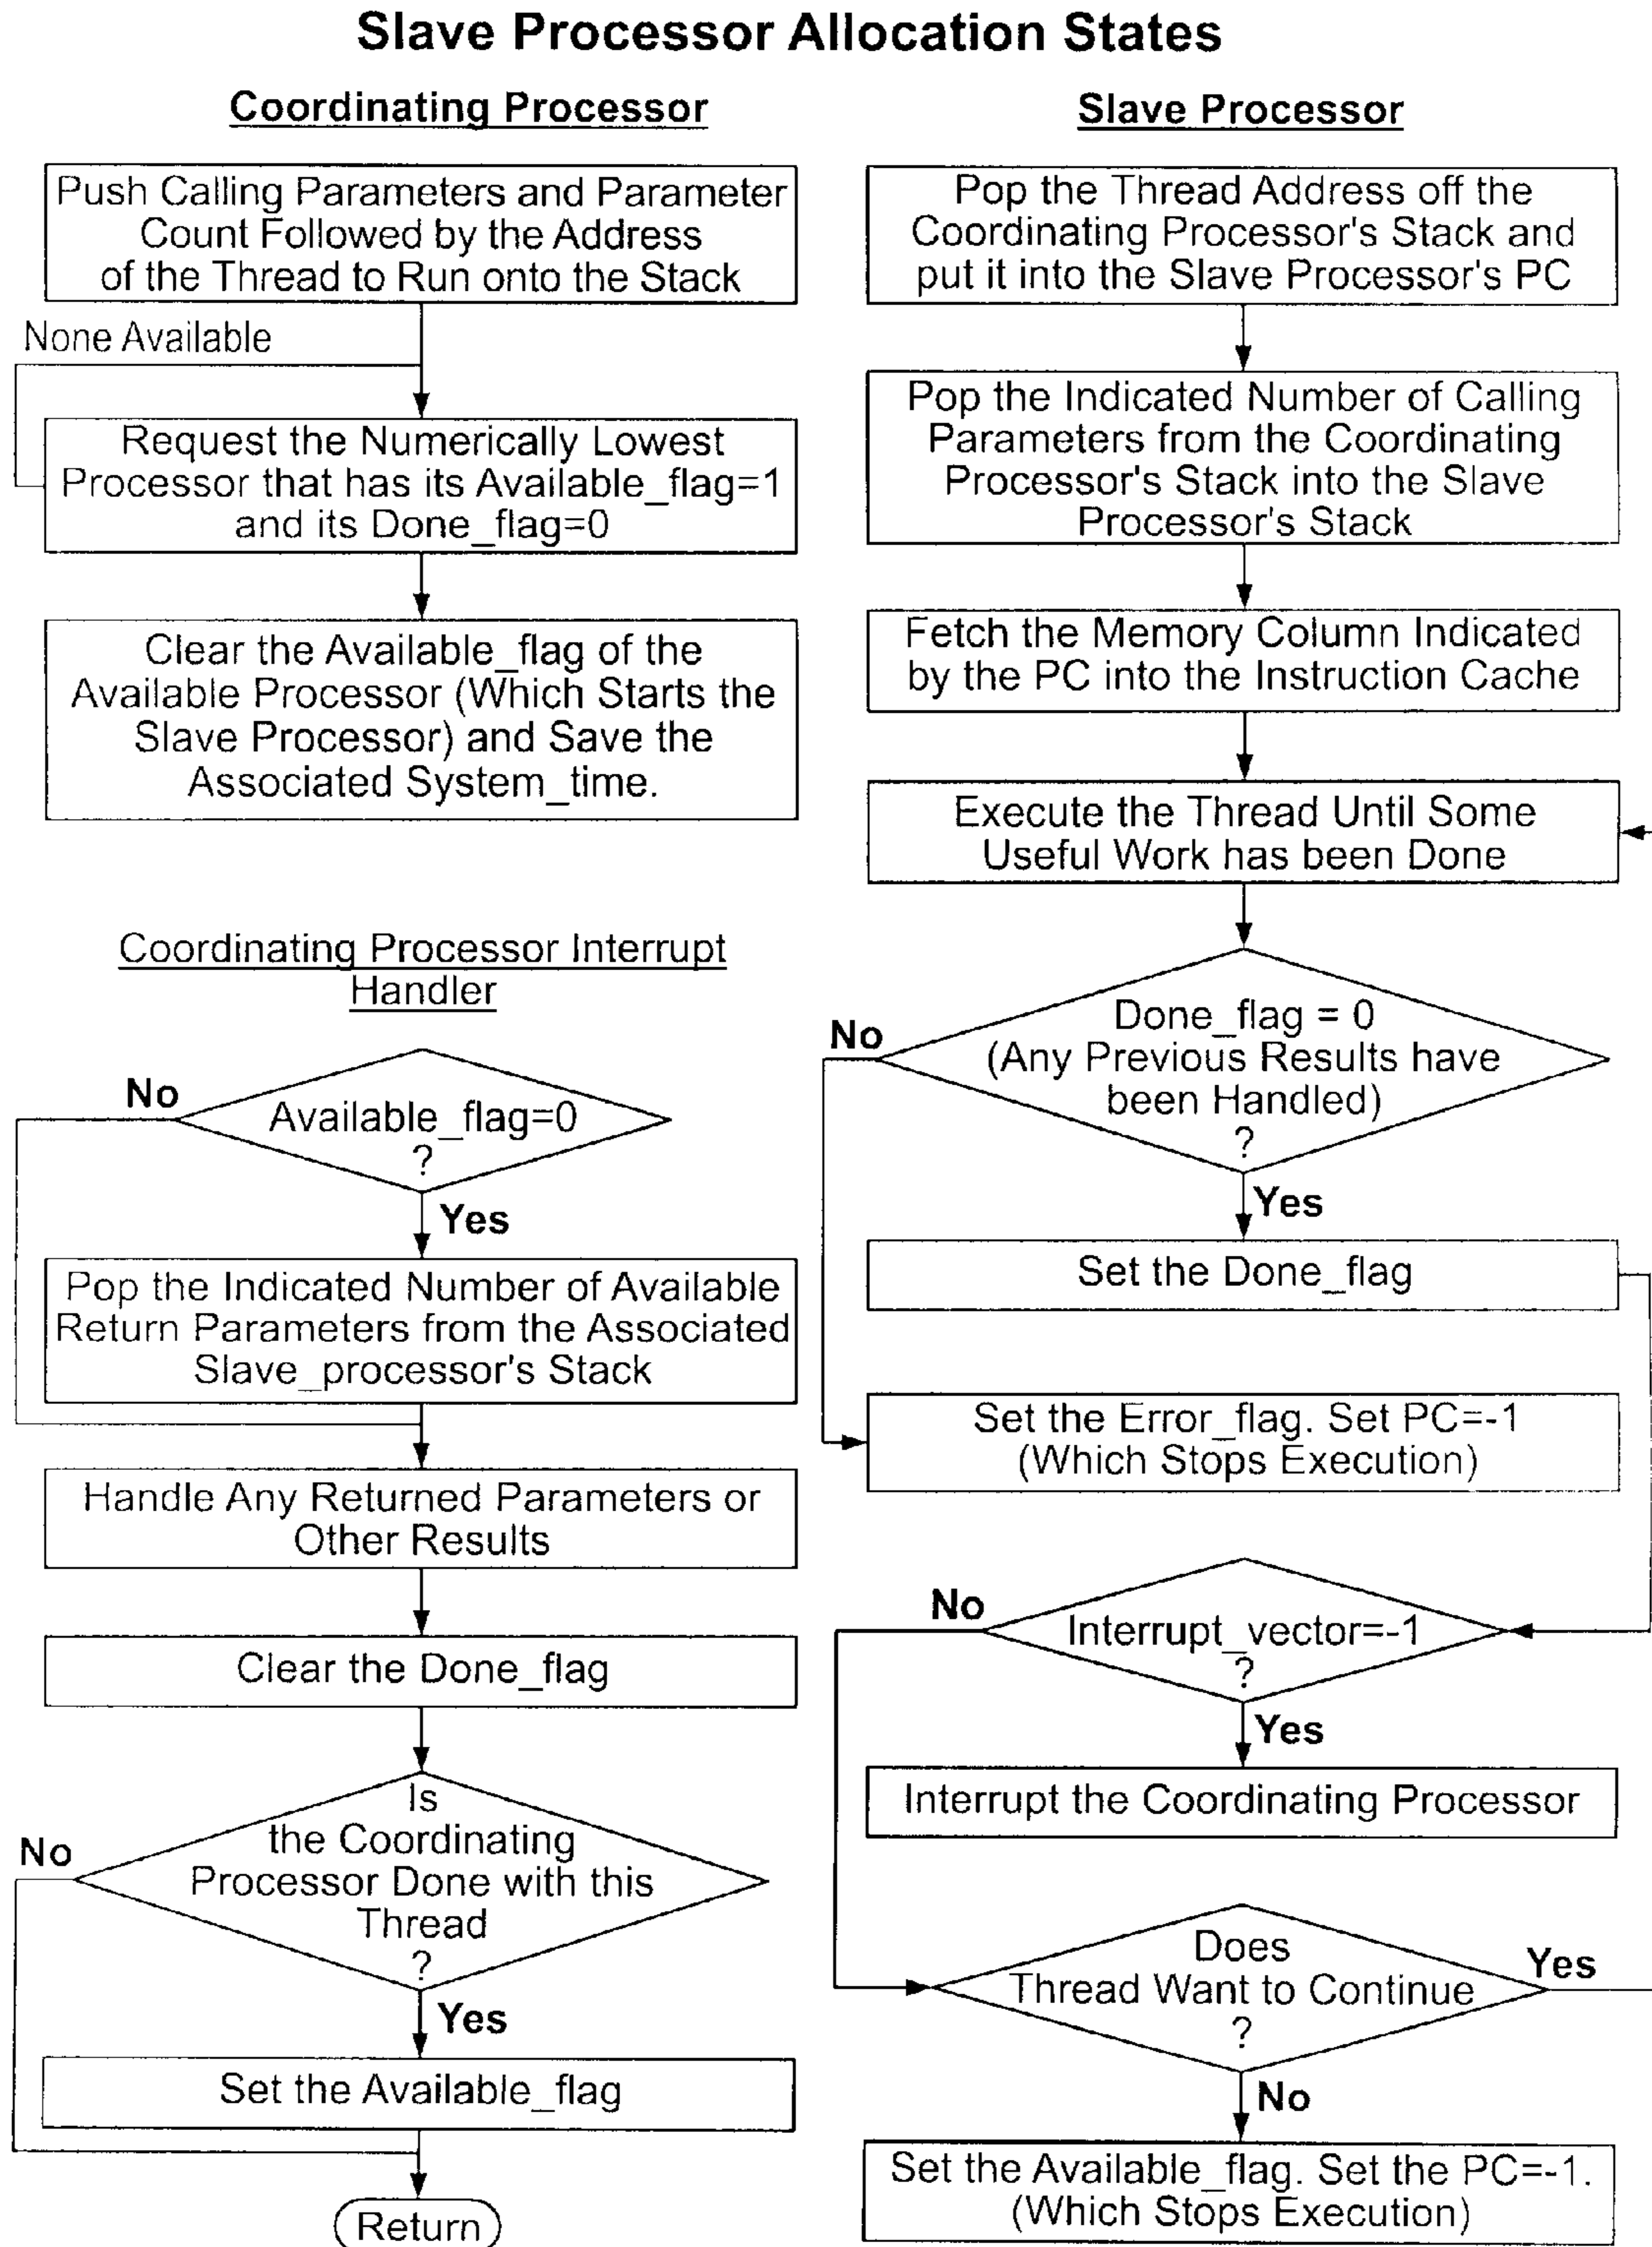 Slave Processor Allocation States
Coordinating Processor
Push Calling Parameters and Parameter
Count Followed by the Address
of the Thread to Run onto the Stack
None Available
Request the Numerically Lowest
Processor that has its Available_flag=1
and its Done_flag=0
Clear the Available_flag of the
Available Processor (Which Starts the
Slave Processor) and Save the
Associated System_time.
Coordinating Processor Interrupt
Handler
No
Available_flag=0
?
Yes
Pop the Indicated Number of Available
Return Parameters from the Associated
Slave_processor's Stack
Handle Any Returned Parameters or
Other Results
Clear the Done_flag
Is
the Coordinating
No
Processor Done with this
Thread
?
Yes
Set the Available_flag
Return
Slave Processor
Pop the Thread Address off the
Coordinating Processor's Stack and
put it into the Slave Processor's PC
Pop the Indicated Number of Calling
Parameters from the Coordinating
Processor's Stack into the Slave
Processor's Stack
Fetch the Memory Column Indicated
by the PC into the Instruction Cache
Execute the Thread Until Some
Useful Work has been Done
Done_flag = 0
No
(Any Previous Results have
been Handled)
?
Yes
Set the Done_flag
Set the Error_flag. Set PC=-1
(Which Stops Execution)
No
Interrupt_vector=-1
?
Yes
Interrupt the Coordinating Processor
Does
Thread Want to Continue
Yes
?
No
Set the Available_flag. Set the PC=-1.
(Which Stops Execution)